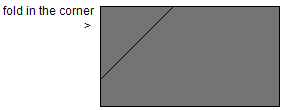 fold in the corner
>